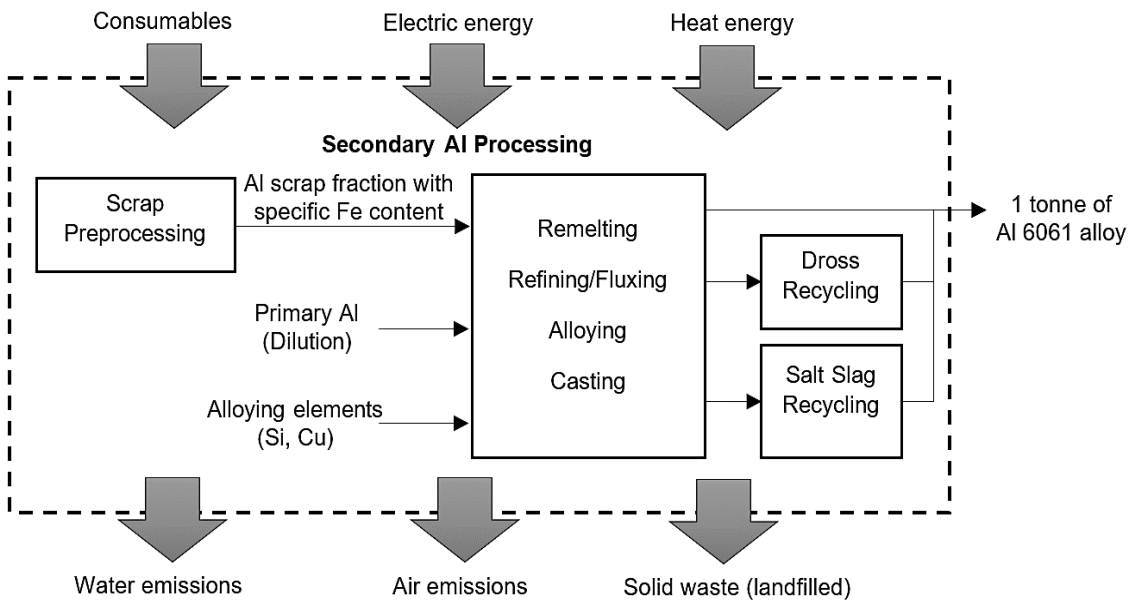 Consumables
Electric energy
Heat energy
Secondary Al Processing
Scrap
Preprocessing
Al scrap fraction with
specific Fe content
Primary Al
(Dilution)
Alloying elements
(Si, Cu)
Remelting
Refining/Fluxing
Alloying
Casting
Dross
Recycling
Salt Slag
Recycling
1 tonne of
Al 6061 alloy
Water emissions
Air emissions
Solid waste (landfilled)